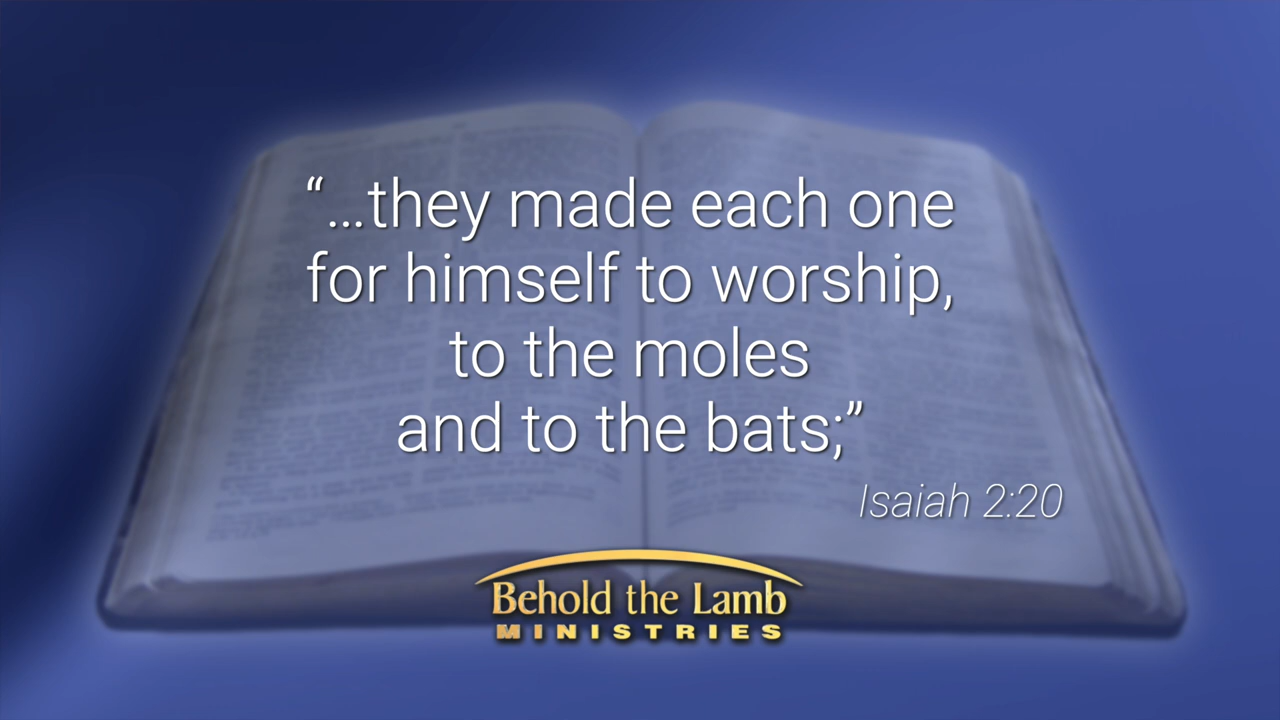 “...they made each one
for himself to worship,
to the moles
and to the bats;”
Isaiah 2:20
Behold the Lamb
MINISTRIES